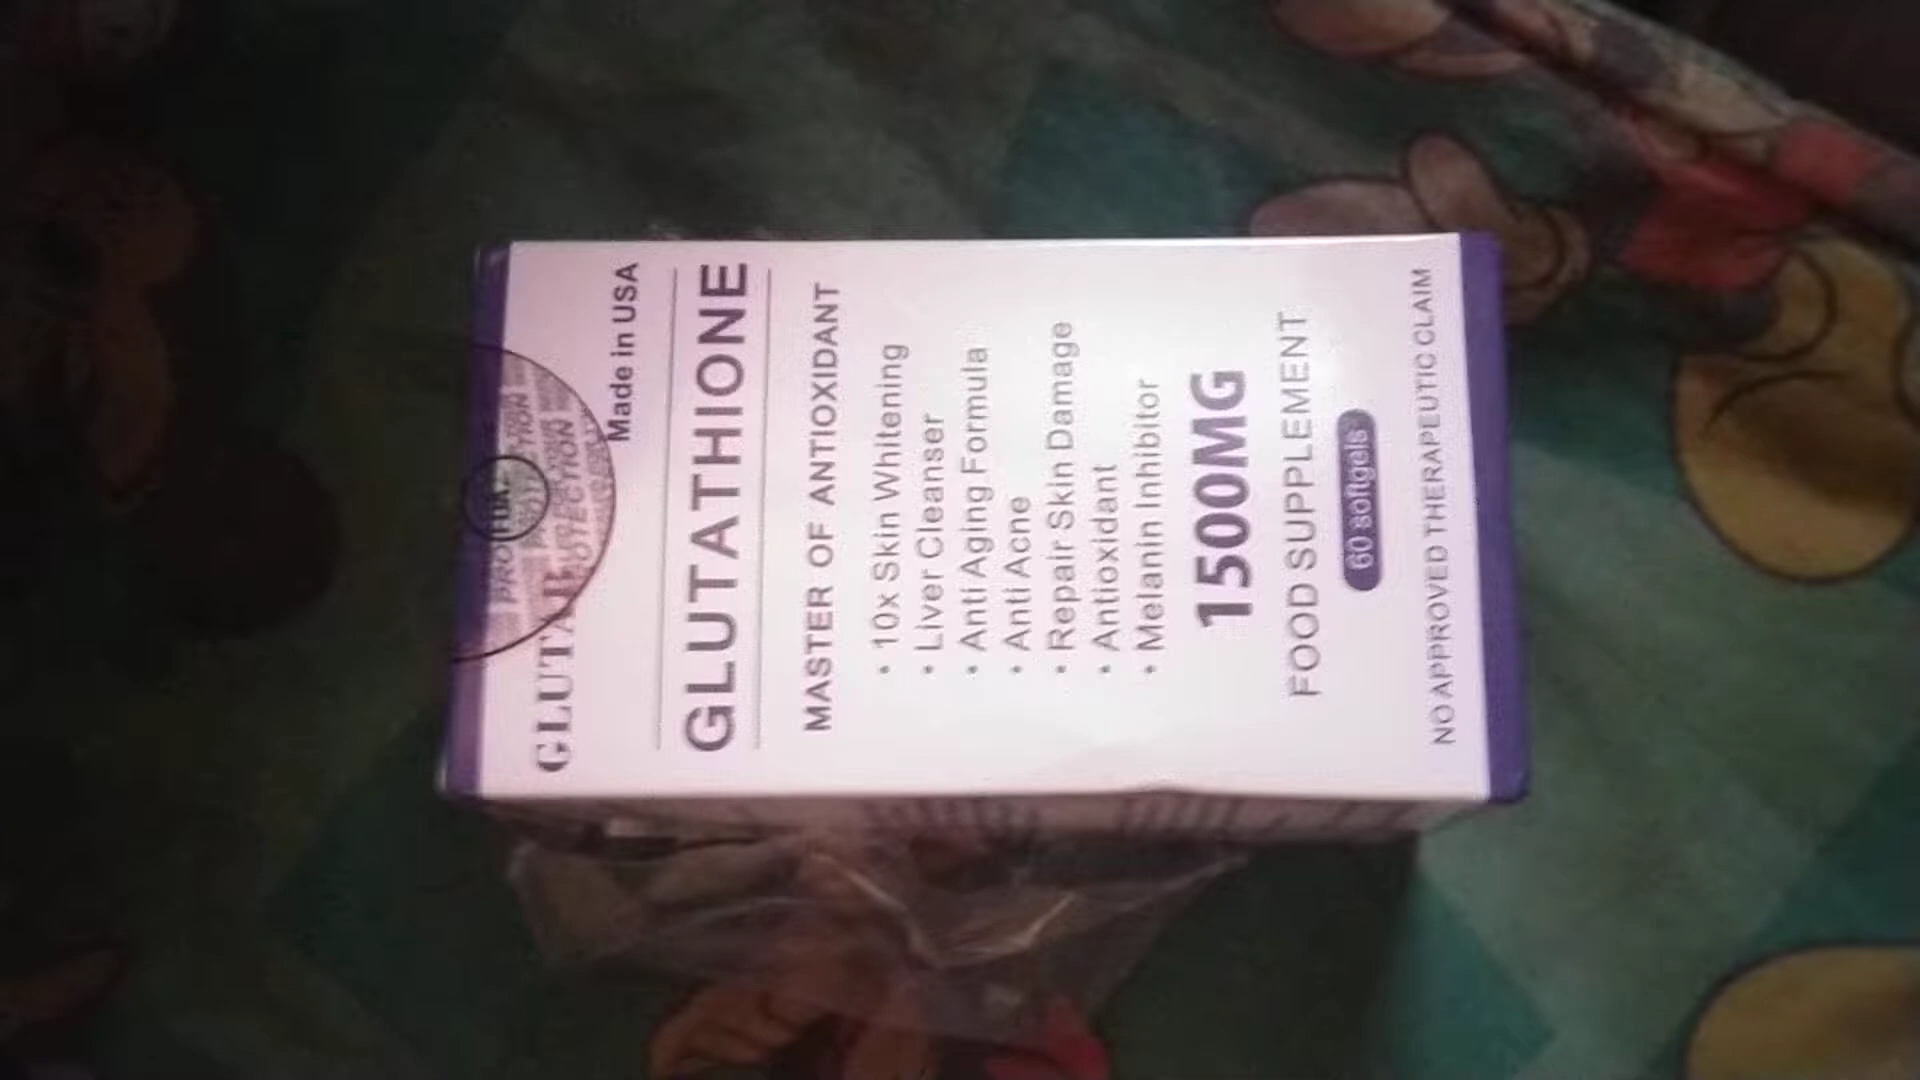 Made in USA
GLUTATHIONE
MASTER OF ANTIOXIDANT
• 10x Skin Whitening
• Liver Cleanser
• Anti Aging Formula
• Anti Acne
• Repair Skin Damage
• Antioxidant
• Melanin Inhibitor
1500MG
FOOD SUPPLEMENT
60 softgels
NO APPROVED THERAPEUTIC CLAIM